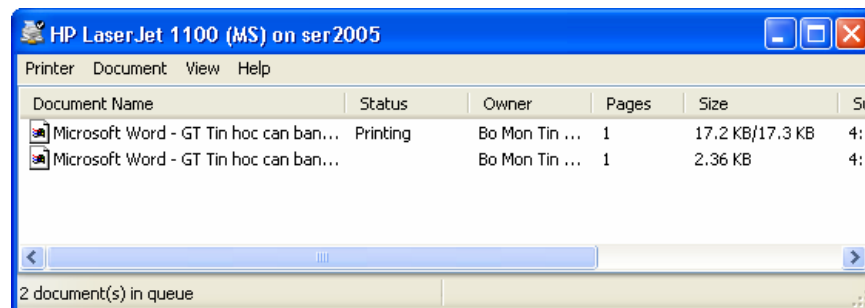 HP LaserJet 1100 (MS) on ser2005
Printer Document View Help
Document Name Status Owner Pages Size
Microsoft Word - GT Tin hoc can ban... Printing Bo Mon Tin ... 1 17.2 KB/17.3 KB 4:
Microsoft Word - GT Tin hoc can ban... Bo Mon Tin ... 1 2.36 KB 4:
2 document(s) in queue